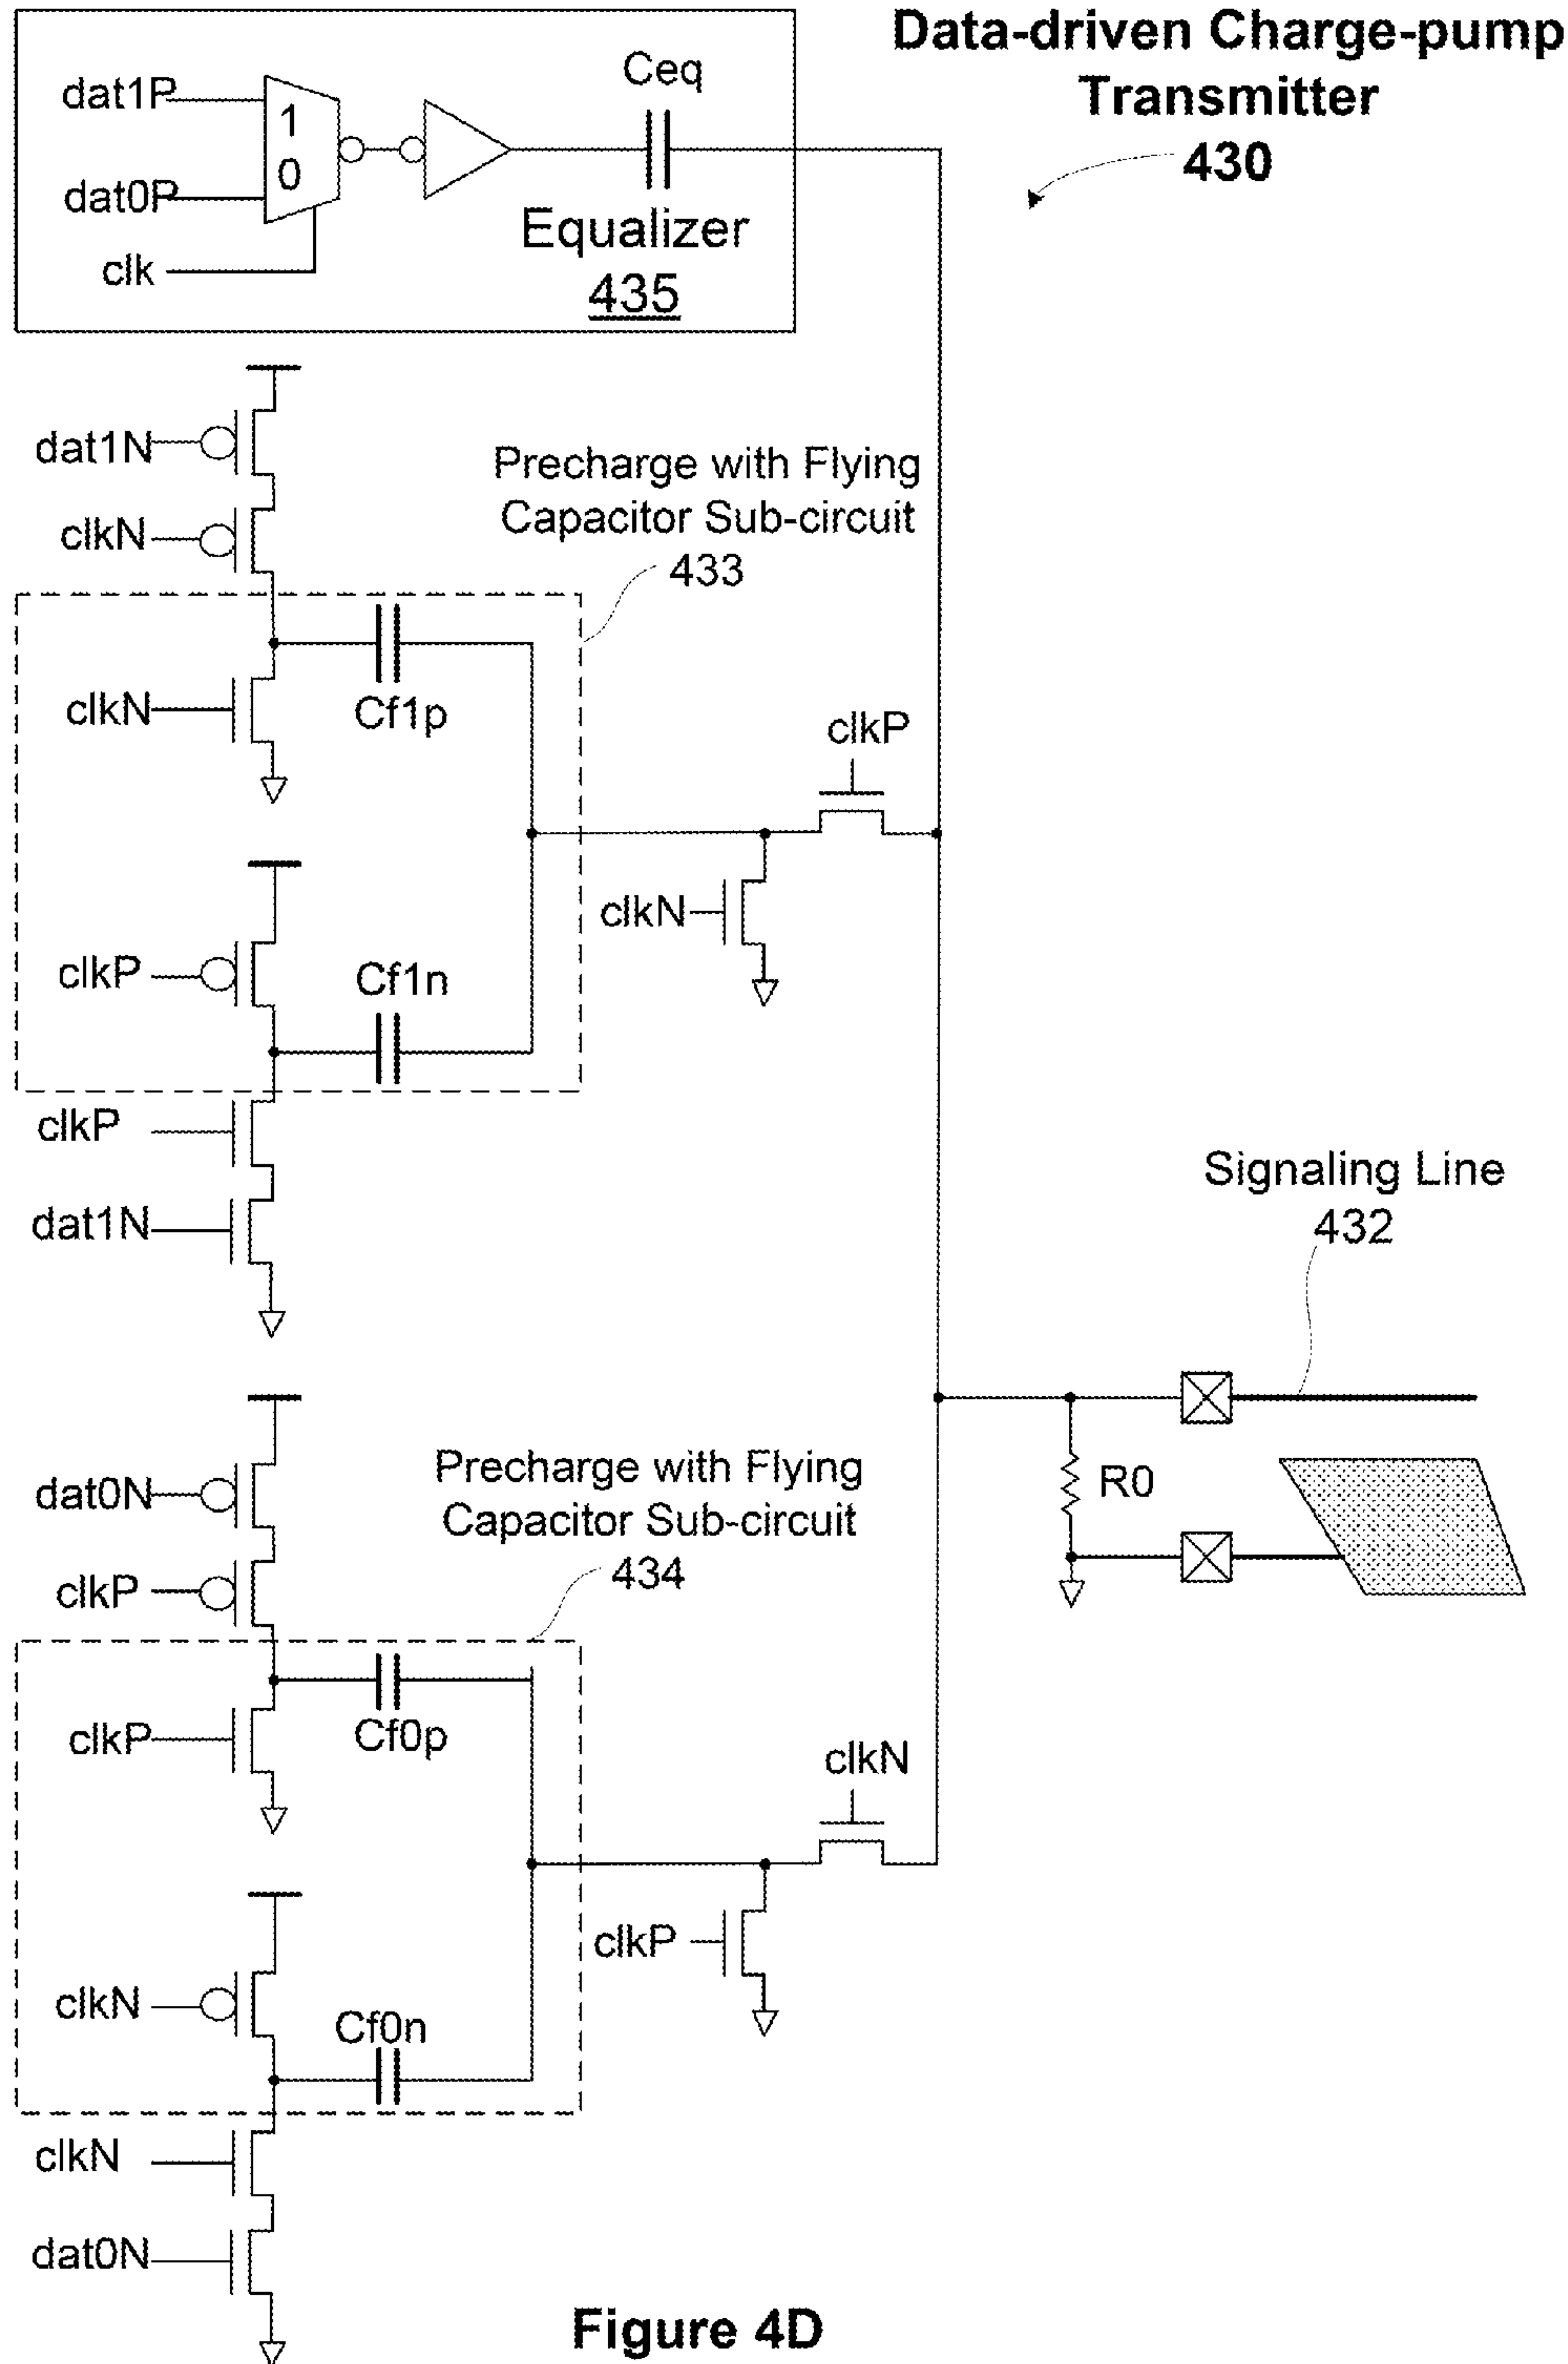 Data-driven Charge-pump
Transmitter
430
dat1P
1
0
dat0P
clk
Ceq
Equalizer
435
dat1N
clkN
Precharge with Flying
Capacitor Sub-circuit
433
clkN
Cf1p
clkP
clkN
clkP
Cf1n
clkP
dat1N
Signaling Line
432
R0
dat0N
clkP
Precharge with Flying
Capacitor Sub-circuit
434
clkP
Cf0p
clkN
clkP
clkN
Cf0n
clkN
dat0N
Figure 4D